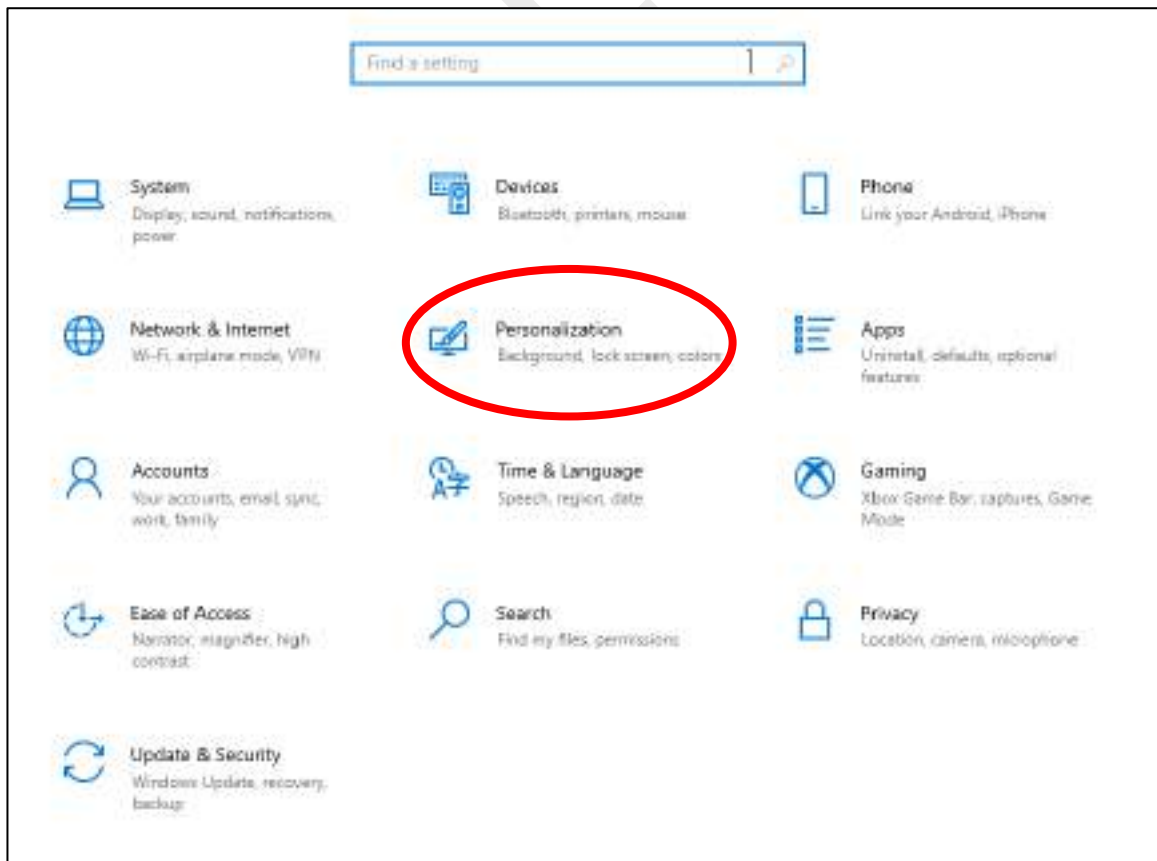 Find a setting
System
Display, sound, notifications,
power
Devices
Bluetooth, printers, mouse
Phone
Link your Android, iPhone
Network & Internet
Wi-Fi, airplane mode, VPN
Personalization
Background, lock screen, colors
Apps
Uninstall, defaults, optional
features
Accounts
Your accounts, email, sync,
work, family
Time & Language
Speech, region, date
Gaming
Xbox Game Bar, captures, Game
Mode
Ease of Access
Narrator, magnifier, high
contrast
Search
Find my files, permissions
Privacy
Location, camera, microphone
Update & Security
Windows Update, recovery,
backup